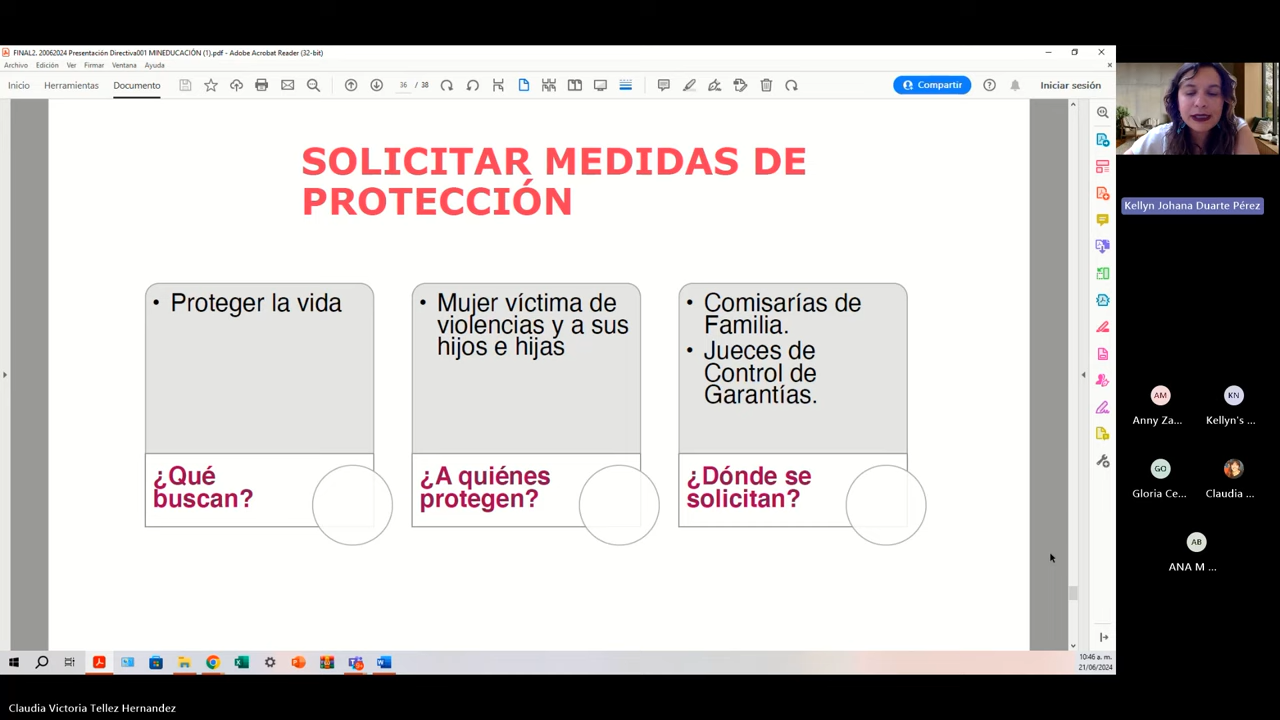 FINAL2. 20062024 Presentación Directiva001 MINEDUCACIÓN (1).pdf - Adobe Acrobat Reader (32-bit)
Archivo Edición Ver Firmar Ventana Ayuda
Inicio Herramientas Documento
36 / 38
Compartir
Iniciar sesión
SOLICITAR MEDIDAS DE
PROTECCIÓN
• Proteger la vida
¿Qué
buscan?
• Mujer víctima de
violencias y a sus
hijos e hijas
¿A quiénes
protegen?
• Comisarías de
Familia.
• Jueces de
Control de
Garantías.
¿Dónde se
solicitan?
Kellyn Johana Duarte Pérez
AM
Anny Za...
KN
Kellyn's ...
GO
Gloria Ce...
Claudia ...
AB
ANA M ...
10:46 a. m.
21/06/2024
Claudia Victoria Tellez Hernandez